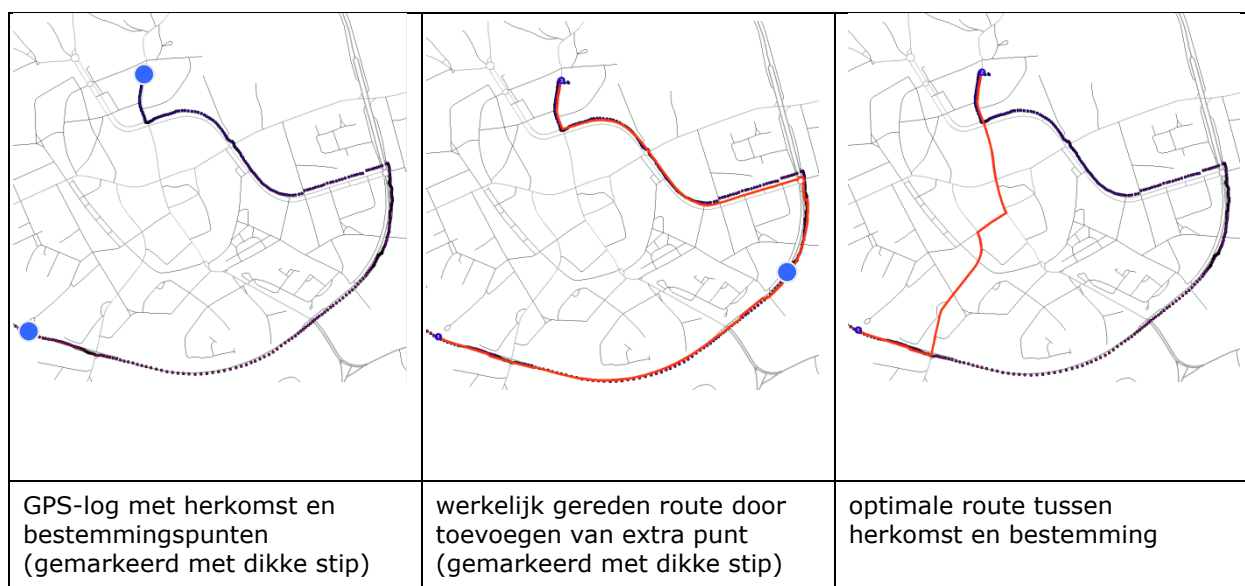 GPS-log met herkomst en
bestemmingspunten
(gemarkeerd met dikke stip)
werkelijk gereden route door
toevoegen van extra punt
(gemarkeerd met dikke stip)
optimale route tussen
herkomst en bestemming